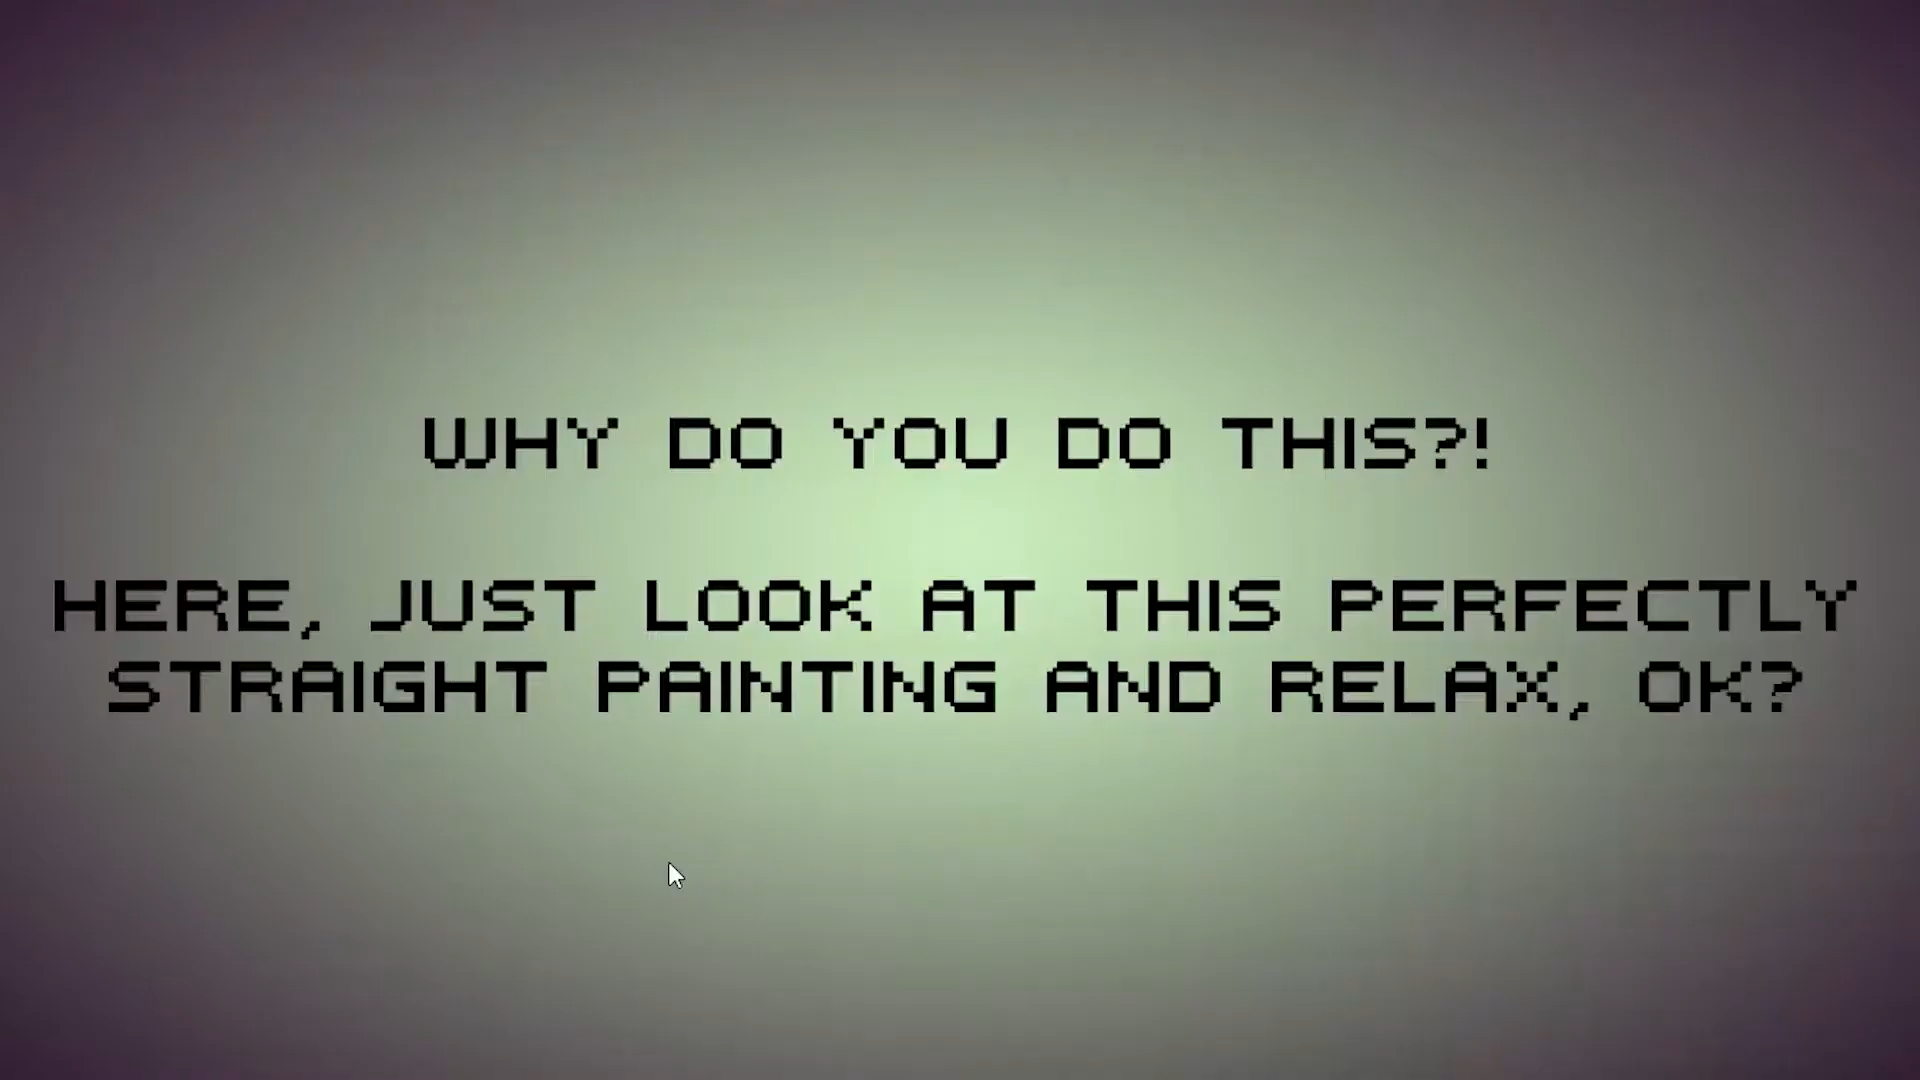 WHY DO YOU DO THIS?!
HERE, JUST LOOK AT THIS PERFECTLY
STRAIGHT PAINTING AND RELAX, OK?